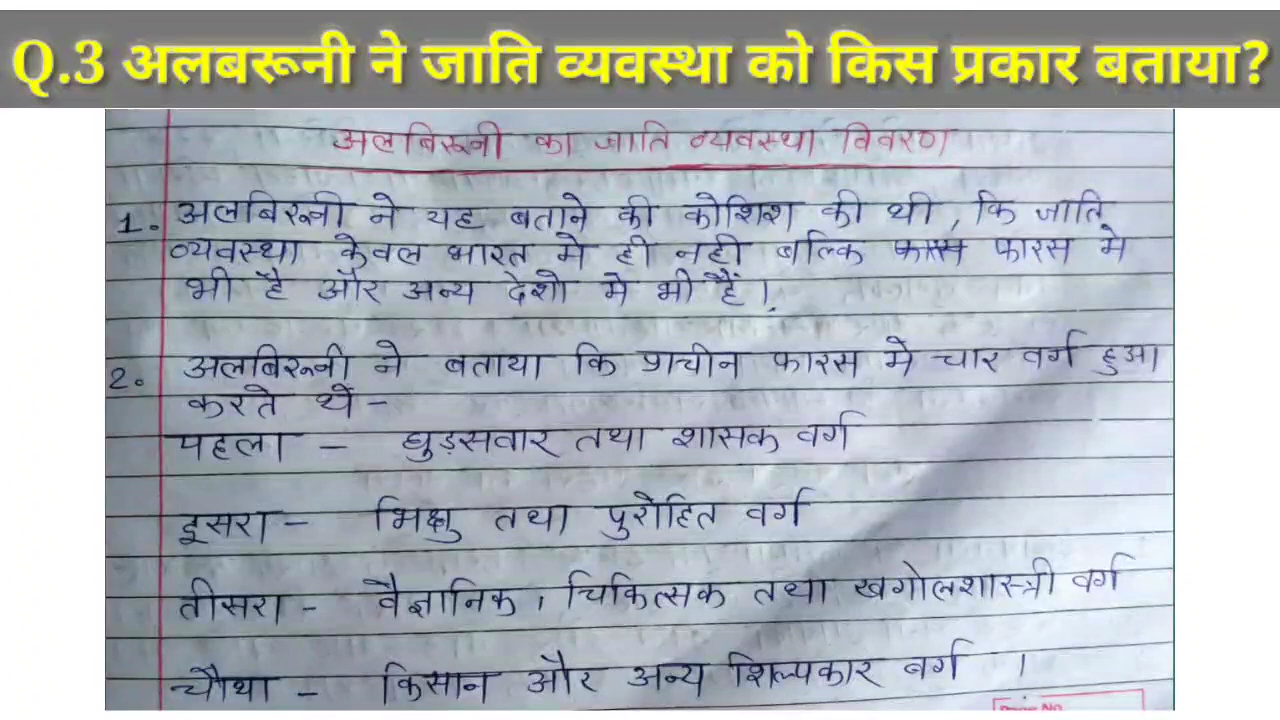 Q.3 अलबरूनी ने जाति व्यवस्था को किस प्रकार बताया?
अलबिरूनी का जाति व्यवस्था विवरण
1. अलबिरूनी ने यह बताने की कोशिश की थी, कि जाति
व्यवस्था केवल भारत मे ही नही बल्कि फारस मे
भी है और अन्य देशो मे भी हैं।
2. अलबिरूनी ने बताया कि प्राचीन फारस मे चार वर्ग हुआ
करते थें -
पहला - घुड़सवार तथा शासक वर्ग
दूसरा - भिक्षु तथा पुरोहित वर्ग
तीसरा - वैज्ञानिक, चिकित्सक तथा खगोलशास्त्री वर्ग
चौथा - किसान और अन्य शिल्पकार वर्ग ।